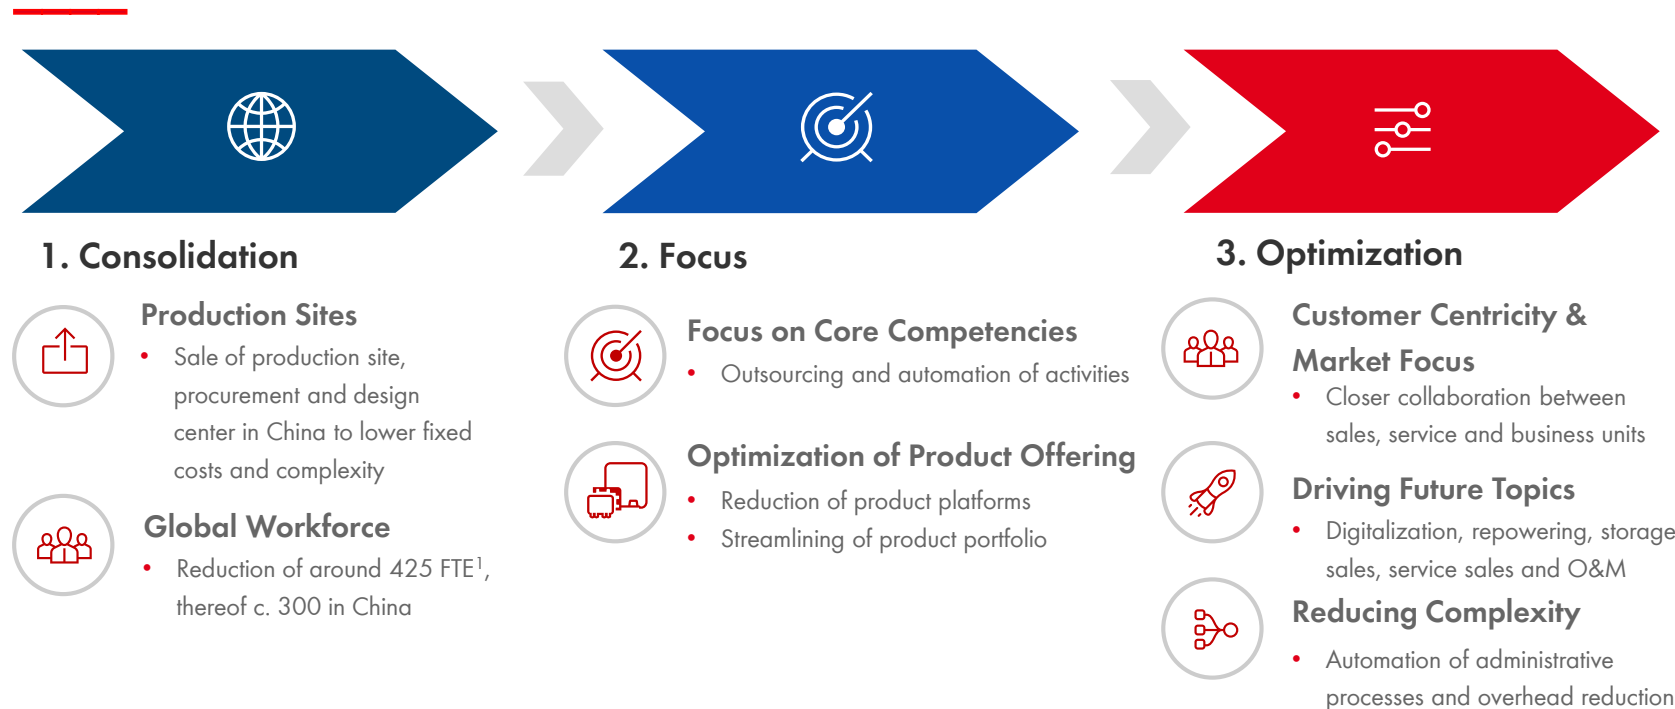 1. Consolidation
Production Sites
• Sale of production site,
procurement and design
center in China to lower fixed
costs and complexity
Global Workforce
• Reduction of around 425 FTE¹,
thereof c. 300 in China
2. Focus
Focus on Core Competencies
• Outsourcing and automation of activities
Optimization of Product Offering
• Reduction of product platforms
• Streamlining of product portfolio
3. Optimization
Customer Centricity &
Market Focus
• Closer collaboration between
sales, service and business units
Driving Future Topics
• Digitalization, repowering, storage
sales, service sales and O&M
Reducing Complexity
• Automation of administrative
processes and overhead reduction